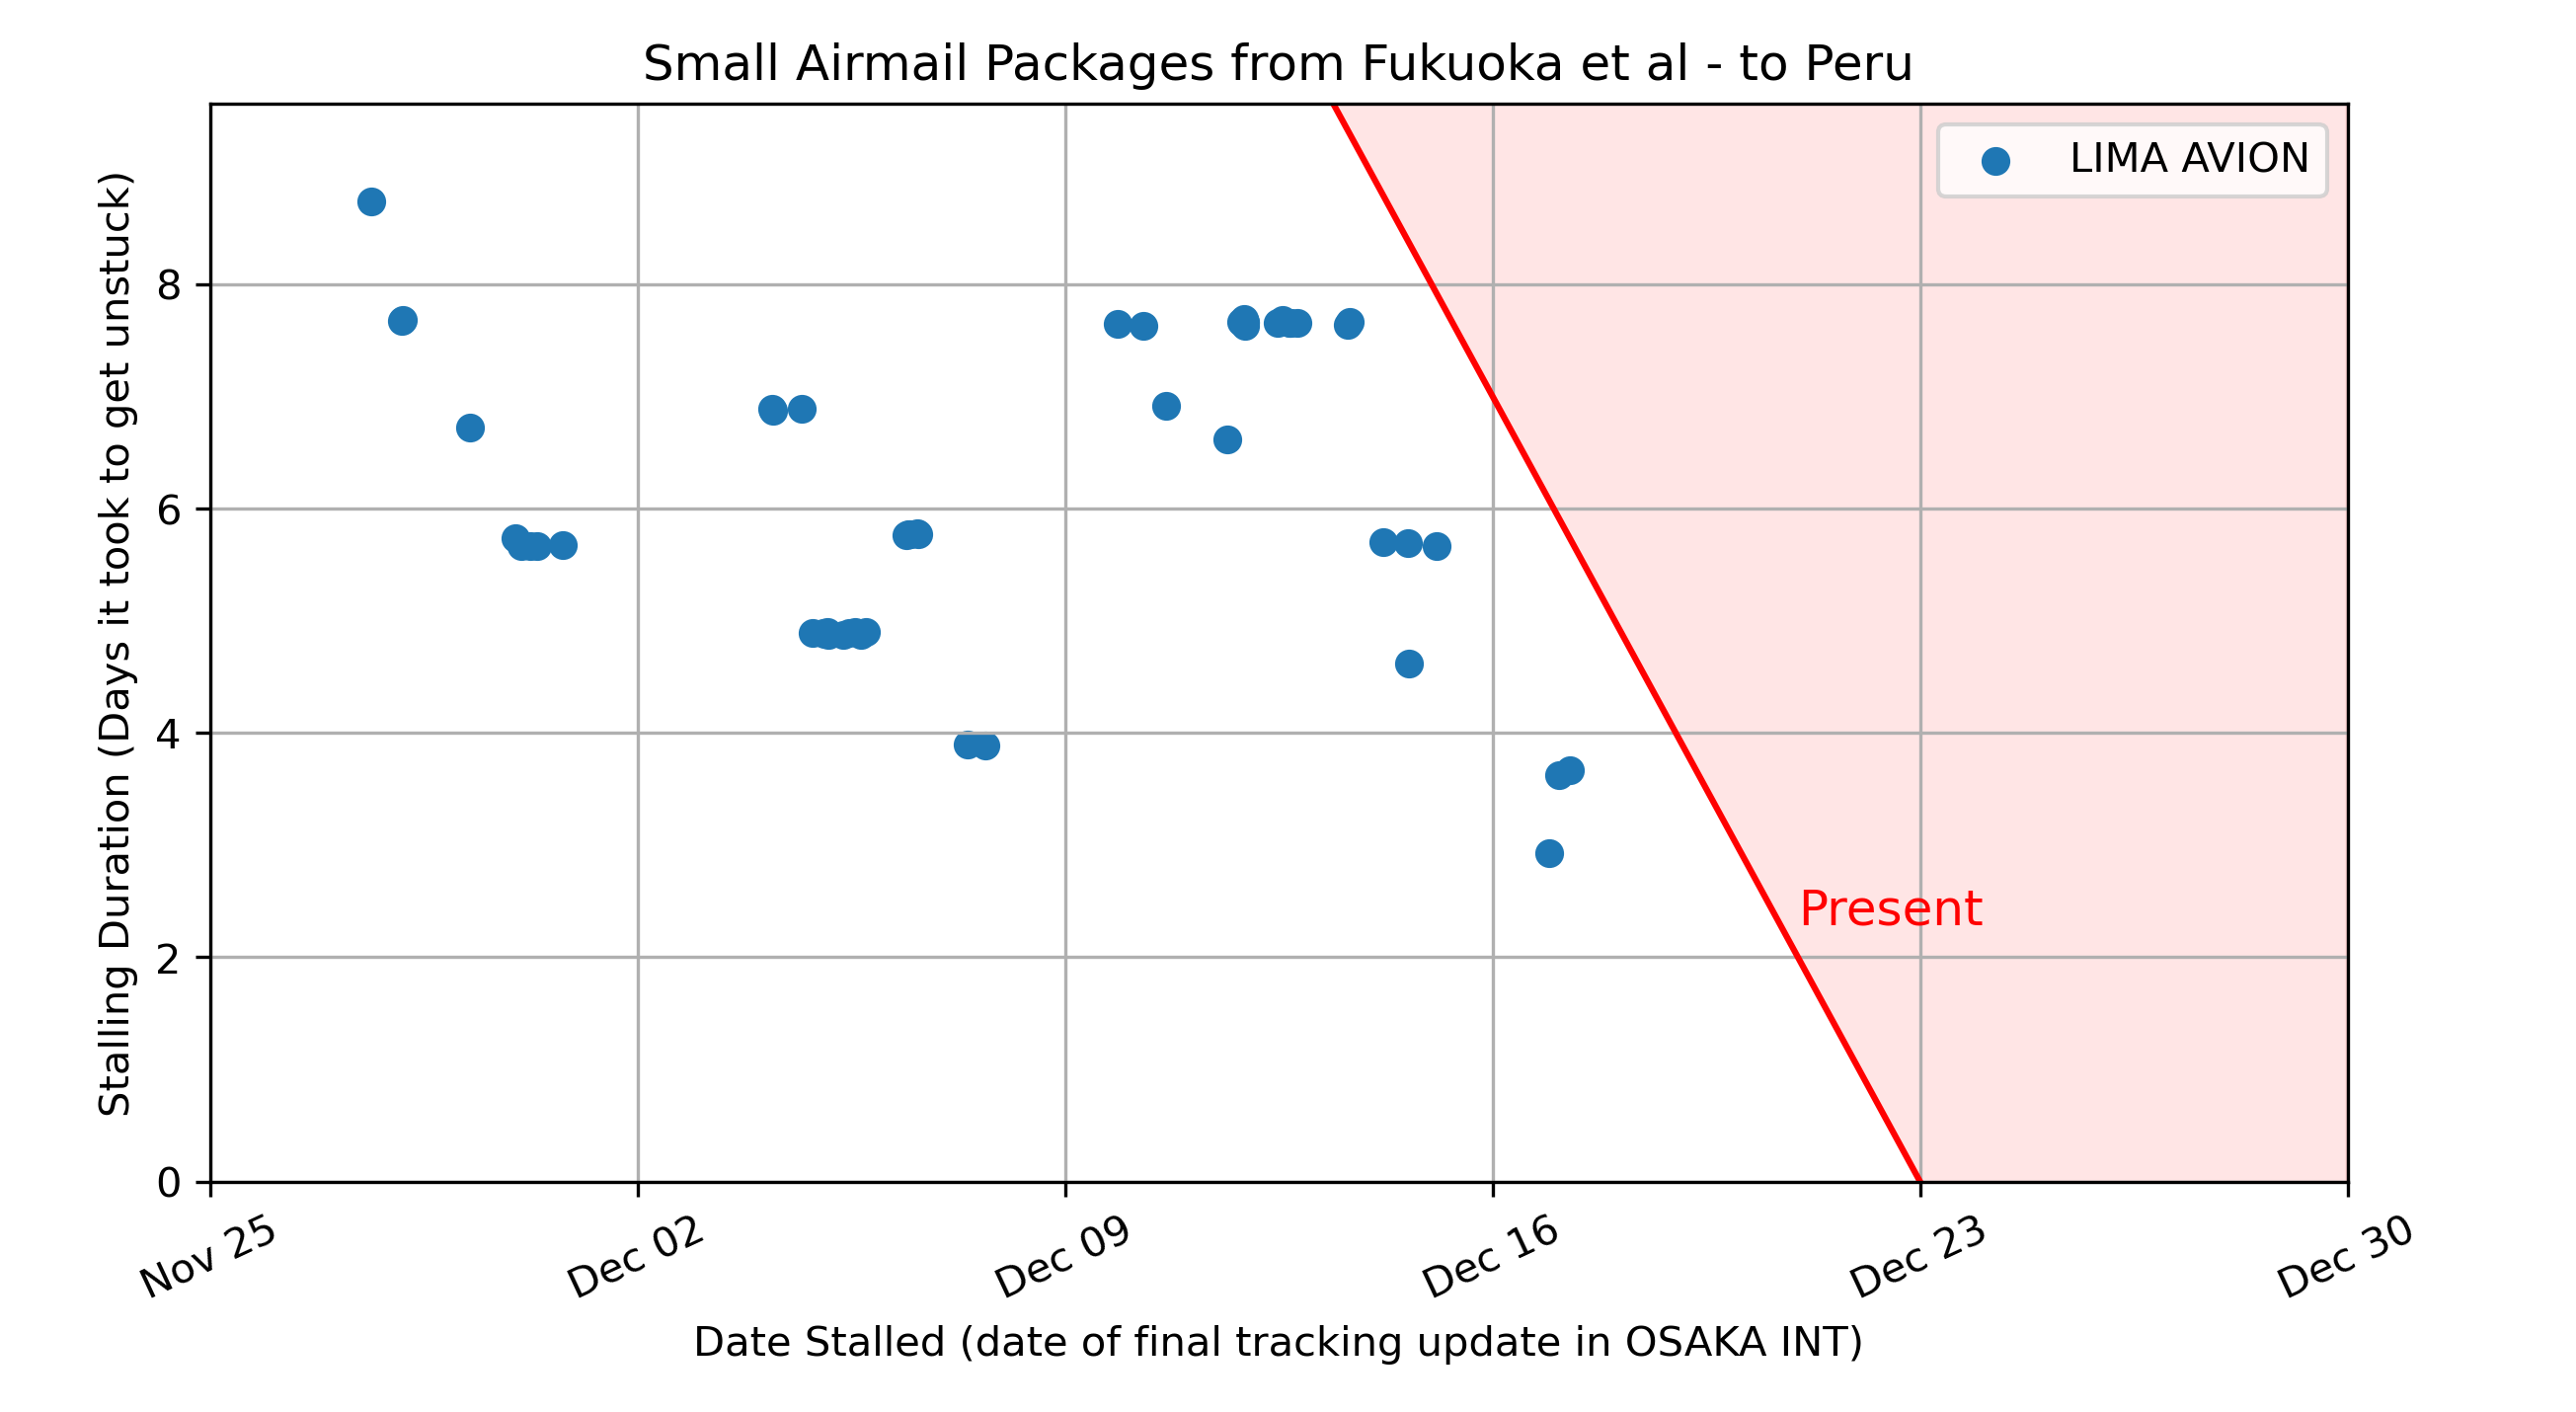 Small Airmail Packages from Fukuoka et al - to Peru
LIMA AVION
Stalling Duration (Days it took to get unstuck)
8
6
4
2
0
Present
Nov 25
Dec 02
Dec 09
Dec 16
Dec 23
Dec 30
Date Stalled (date of final tracking update in OSAKA INT)